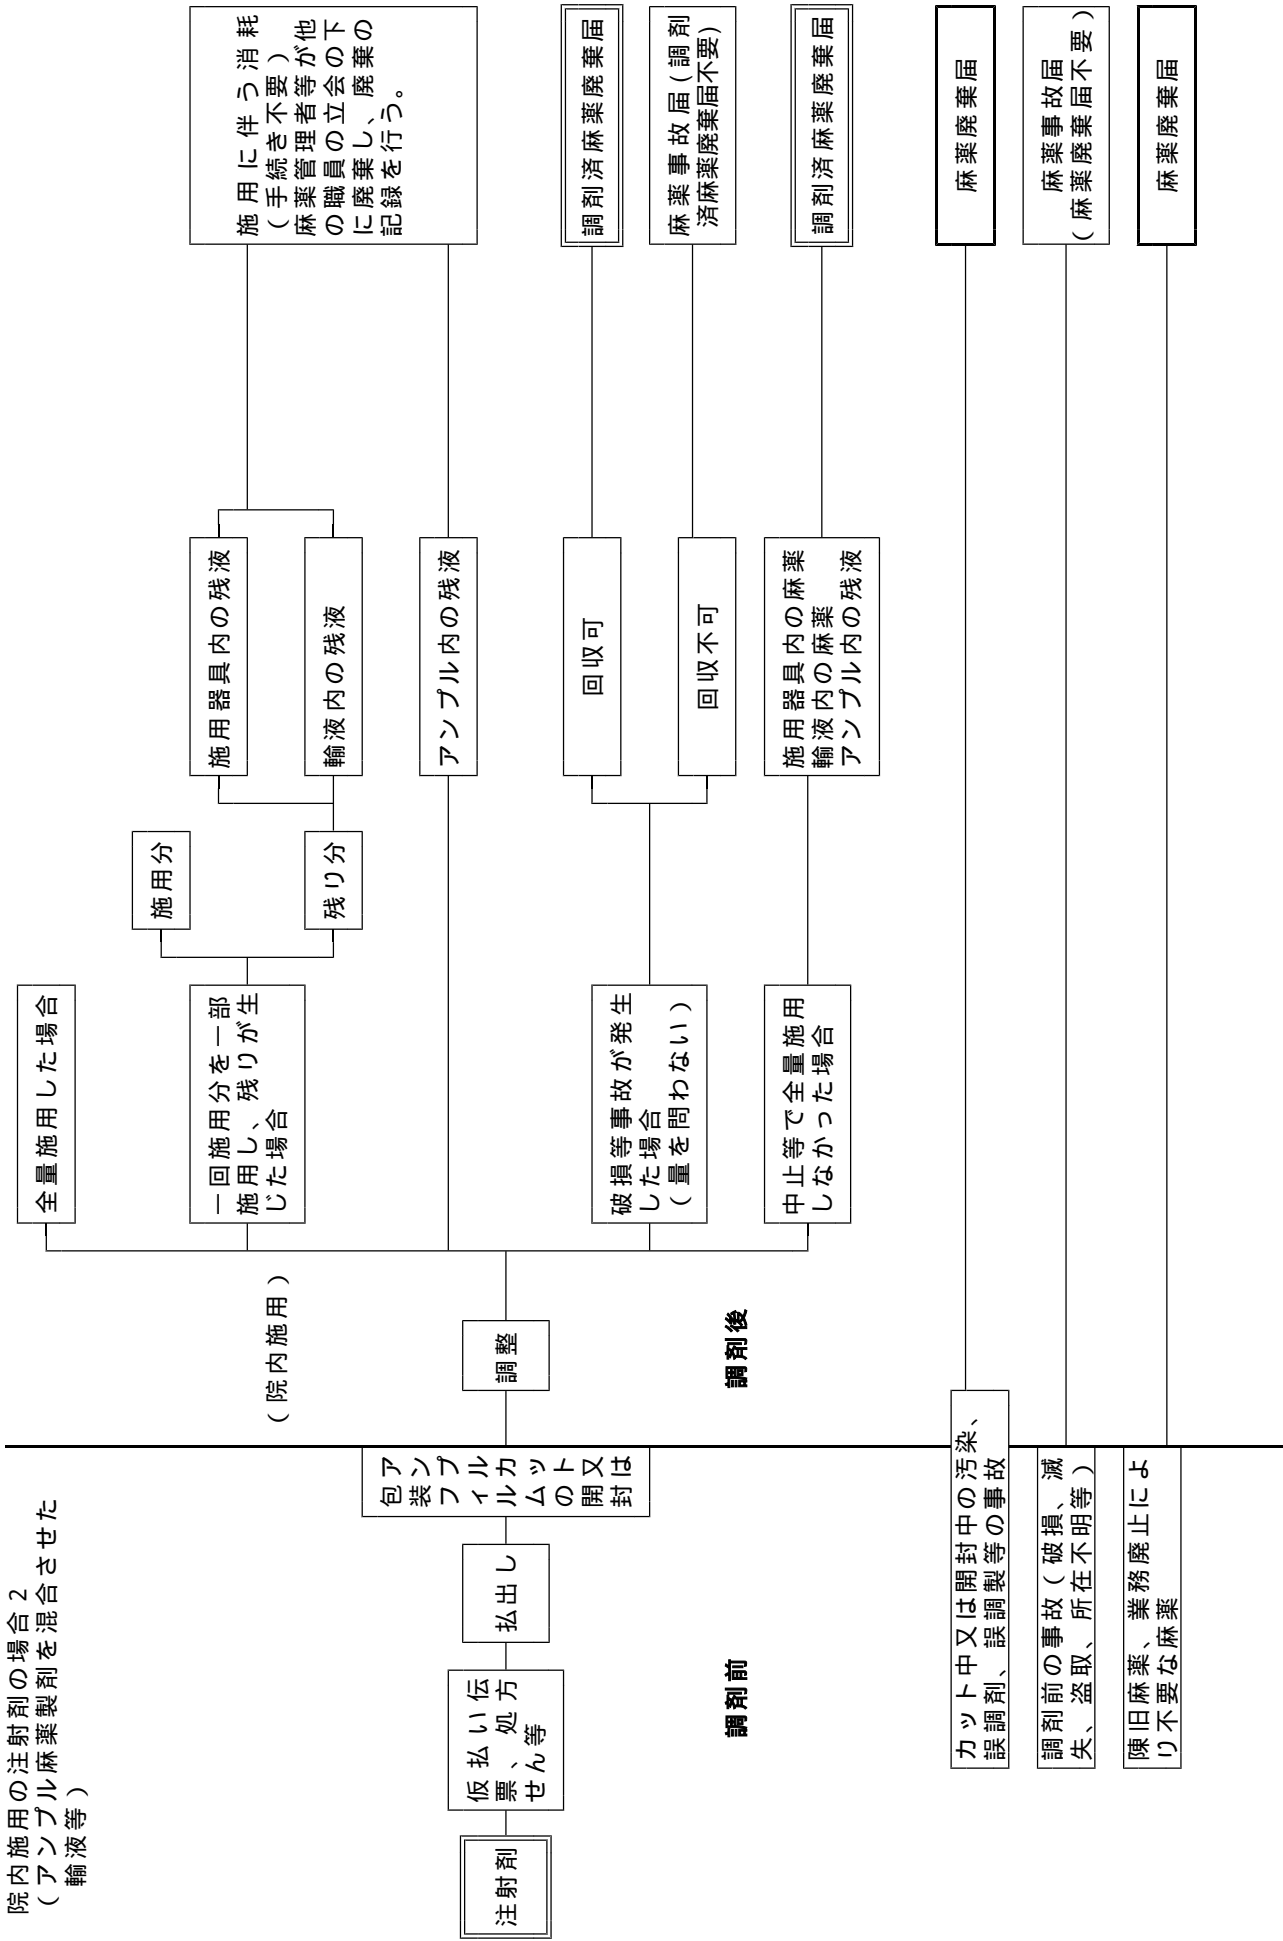 院内施用の注射剤の場合2
（アンプル麻薬製剤を混合させた
輸液等）
注射剤
仮払い伝
票、処方
せん等
払出し
アンプルカット又は
包装フィルムの開封
調整
（院内施用）
調剤前
調剤後
全量施用した場合
一回施用分を一部
施用し、残りが生
じた場合
施用分
残り分
施用器具内の残液
輸液内の残液
アンプル内の残液
施用に伴う消耗
（手続き不要）
麻薬管理者等が他
の職員の立会の下
に廃棄し、廃棄の
記録を行う。
破損等事故が発生
した場合
（量を問わない）
回収可
調剤済麻薬廃棄届
回収不可
麻薬事故届（調剤
済麻薬廃棄届不要）
中止等で全量施用
しなかった場合
施用器具内の麻薬
輸液内の麻薬
アンプル内の残液
調剤済麻薬廃棄届
カット中又は開封中の汚染、
誤調剤、誤調製等の事故
麻薬廃棄届
調剤前の事故（破損、滅
失、盗取、所在不明等）
麻薬事故届
（麻薬廃棄届不要）
陳旧麻薬、業務廃止によ
り不要な麻薬
麻薬廃棄届